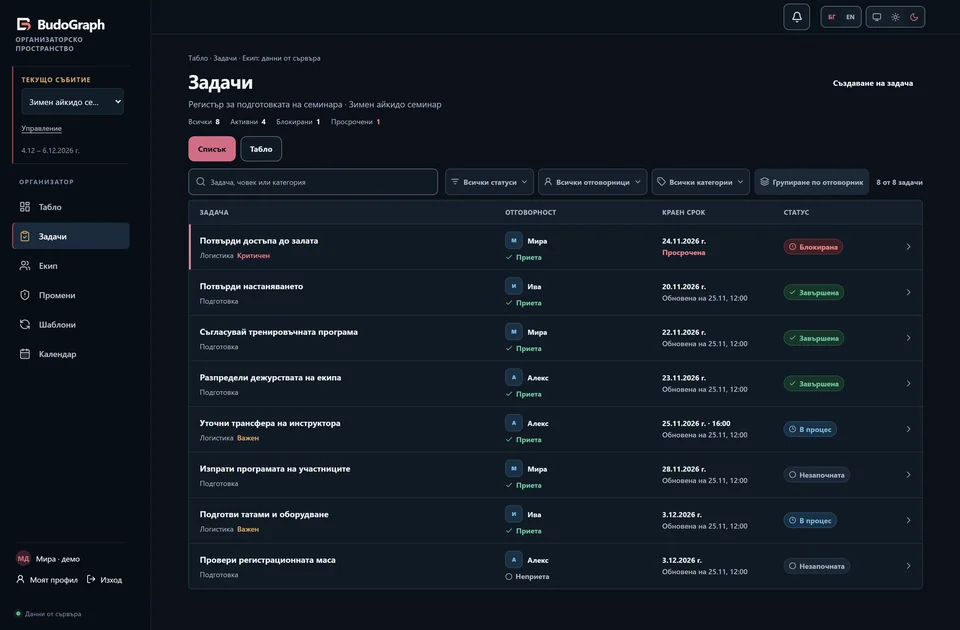 BudoGraph
ОРГАНИЗАТОРСКО
ПРОСТРАНСТВО
ТЕКУЩО СЪБИТИЕ
Зимен айкидо се...
Управление
4.12 – 6.12.2026 г.
ОРГАНИЗАТОР
Табло
Задачи
Екип
Промени
Шаблони
Календар
МД Мира · демо
Моят профил Изход
Данни от сървъра
БГ EN
Табло · Задачи · Екип: данни от сървъра
Задачи
Създаване на задача
Регистър за подготовката на семинара · Зимен айкидо семинар
Всички 8 Активни 4 Блокирани 1 Просрочени 1
Списък Табло
Задача, човек или категория Всички статуси Всички отговорници Всички категории Групиране по отговорник 8 от 8 задачи
ЗАДАЧА ОТГОВОРНОСТ КРАЕН СРОК СТАТУС
Потвърди достъпа до залата М Мира 24.11.2026 г. Блокирана
Логистика Критичен Приета Просрочена
Потвърди настаняването И Ива 20.11.2026 г. Завършена
Подготовка Приета Обновена на 25.11, 12:00
Съгласувай тренировъчната програма М Мира 22.11.2026 г. Завършена
Подготовка Приета Обновена на 25.11, 12:00
Разпредели дежурствата на екипа А Алекс 23.11.2026 г. Завършена
Подготовка Приета Обновена на 25.11, 12:00
Уточни трансфера на инструктора А Алекс 25.11.2026 г. · 16:00 В процес
Логистика Важен Приета Обновена на 25.11, 12:00
Изпрати програмата на участниците М Мира 28.11.2026 г. Незапочната
Подготовка Приета Обновена на 25.11, 12:00
Подготви татами и оборудване И Ива 3.12.2026 г. В процес
Логистика Важен Приета Обновена на 25.11, 12:00
Провери регистрационната маса А Алекс 3.12.2026 г. Незапочната
Подготовка Неприета Обновена на 25.11, 12:00